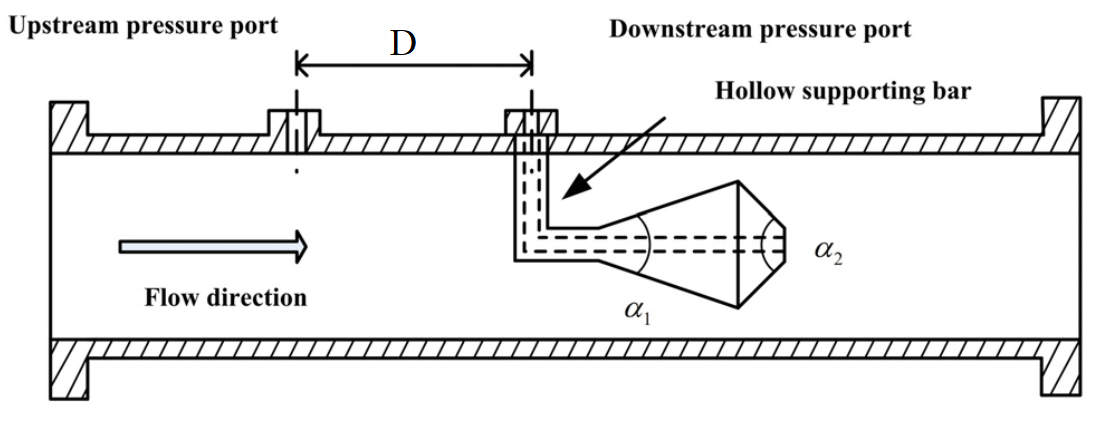 Upstream pressure port
D
Downstream pressure port
Hollow supporting bar
Flow direction
α₁
α₂